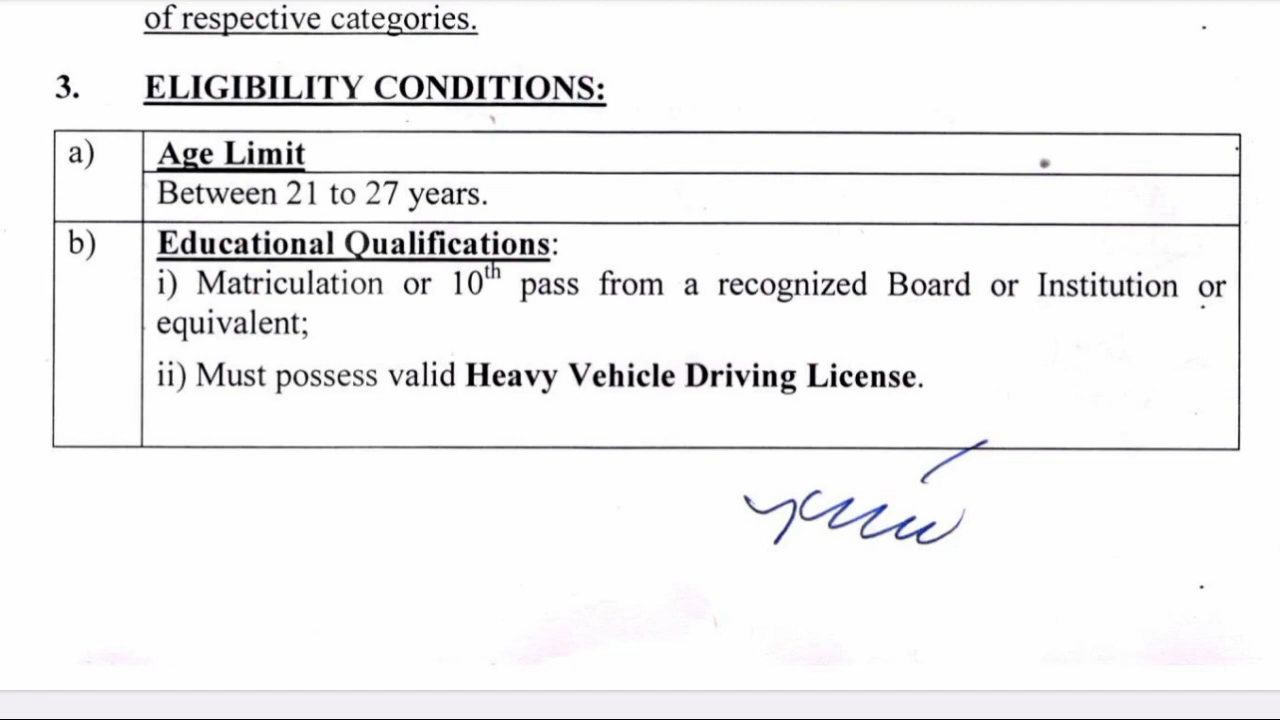 of respective categories.
3. ELIGIBILITY CONDITIONS:
a) Age Limit
Between 21 to 27 years.
b) Educational Qualifications:
i) Matriculation or 10th pass from a recognized Board or Institution or
equivalent;
ii) Must possess valid Heavy Vehicle Driving License.